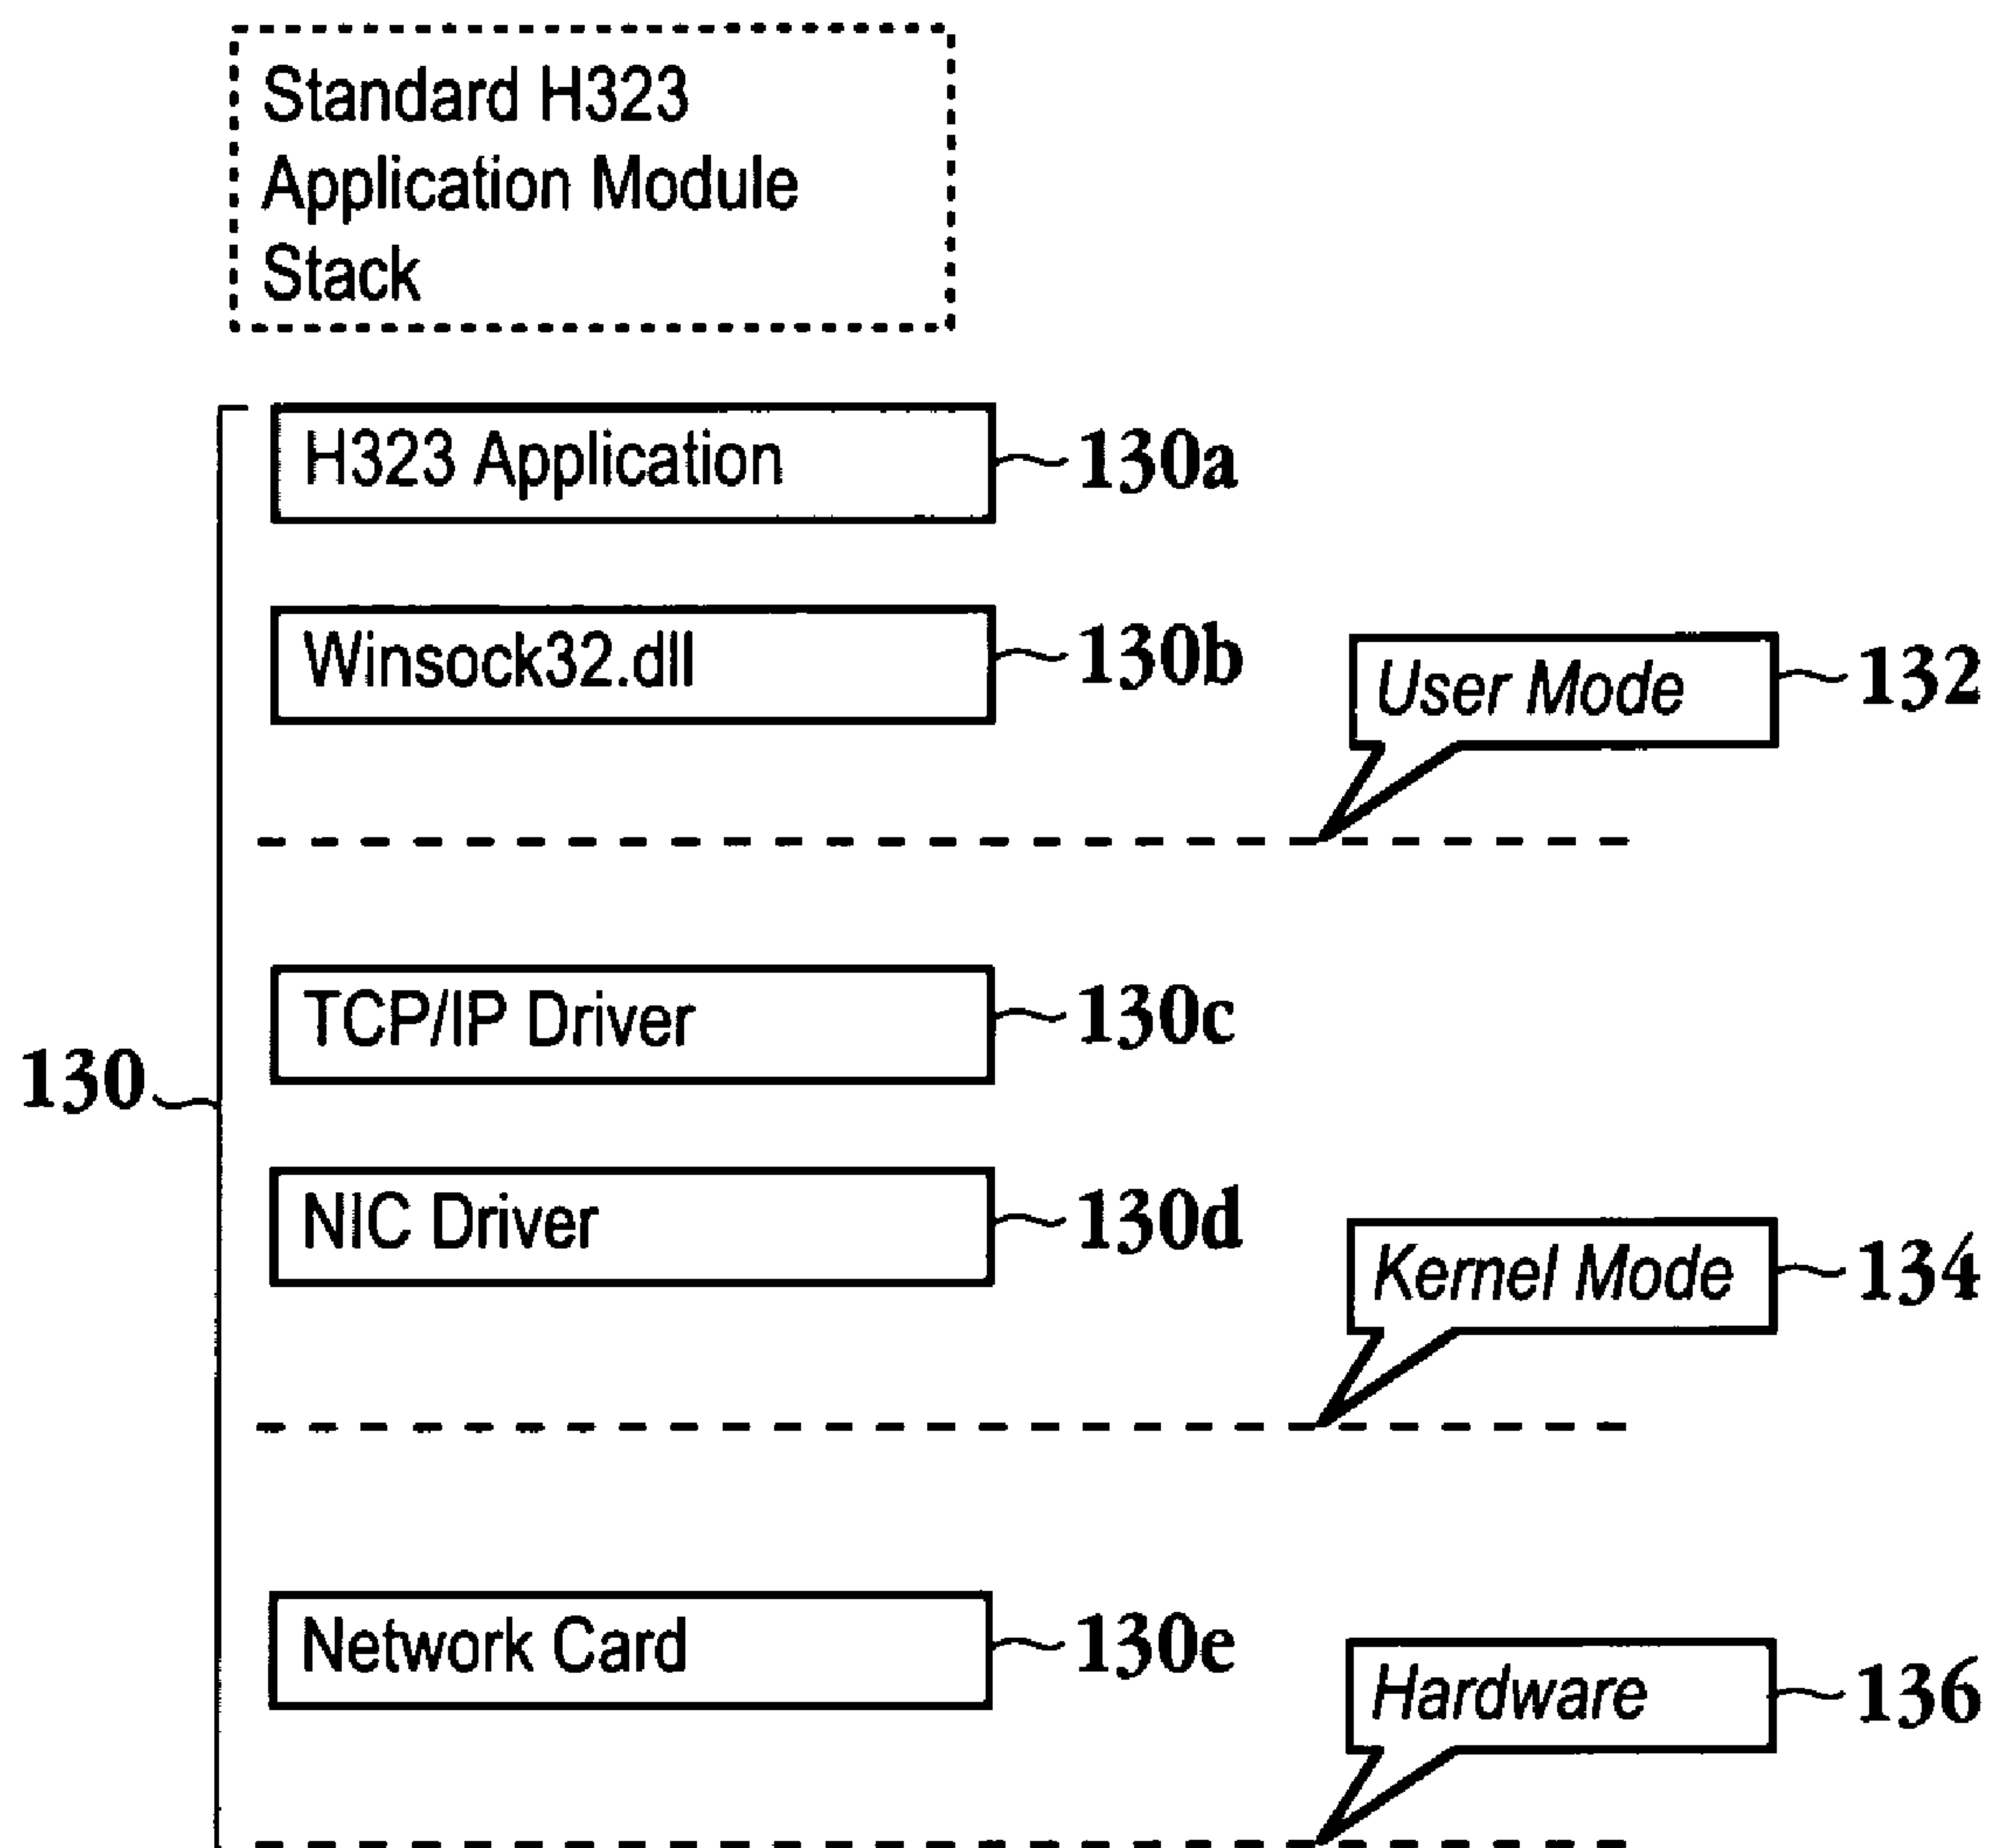 Standard H323
Application Module
Stack
H323 Application
130a
Winsock32.dll
130b
User Mode
132
TCP/IP Driver
130c
130
NIC Driver
130d
Kernel Mode
134
Network Card
130e
Hardware
136